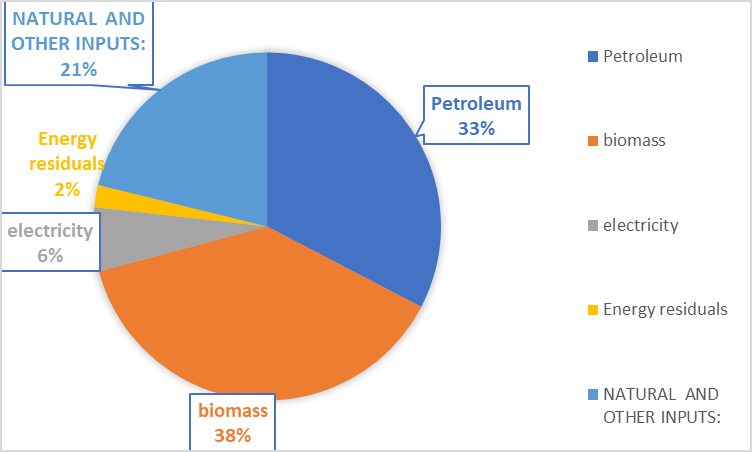 NATURAL AND
OTHER INPUTS:
21%
Petroleum
33%
Energy
residuals
2%
electricity
6%
biomass
38%
Petroleum
biomass
electricity
Energy residuals
NATURAL AND
OTHER INPUTS: